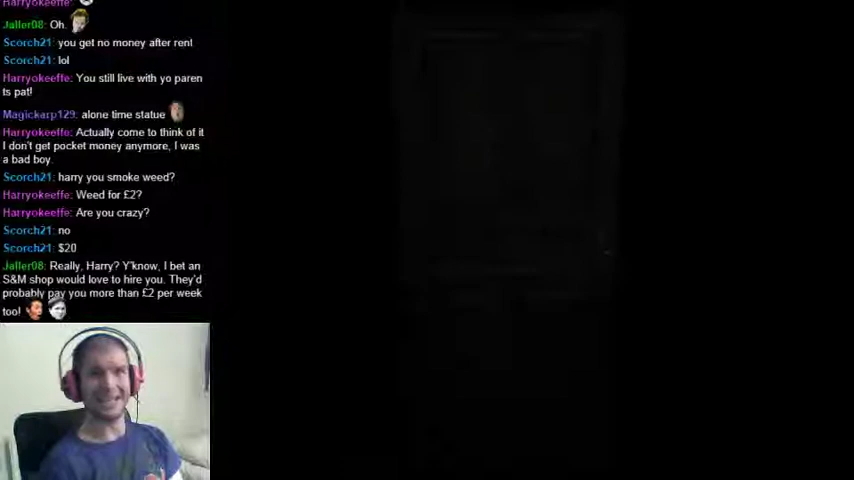 Harryokeeffe:
Jaller08: Oh.
Scorch21: you get no money after rent
Scorch21: lol
Harryokeeffe: You still live with yo paren
ts pat!
Magickarp129: alone time statue
Harryokeeffe: Actually come to think of it
I don't get pocket money anymore, I was
a bad boy.
Scorch21: harry you smoke weed?
Harryokeeffe: Weed for £2?
Harryokeeffe: Are you crazy?
Scorch21: no
Scorch21: $20
Jaller08: Really, Harry? Y'know, I bet an
S&M shop would love to hire you. They'd
probably pay you more than £2 per week
too!